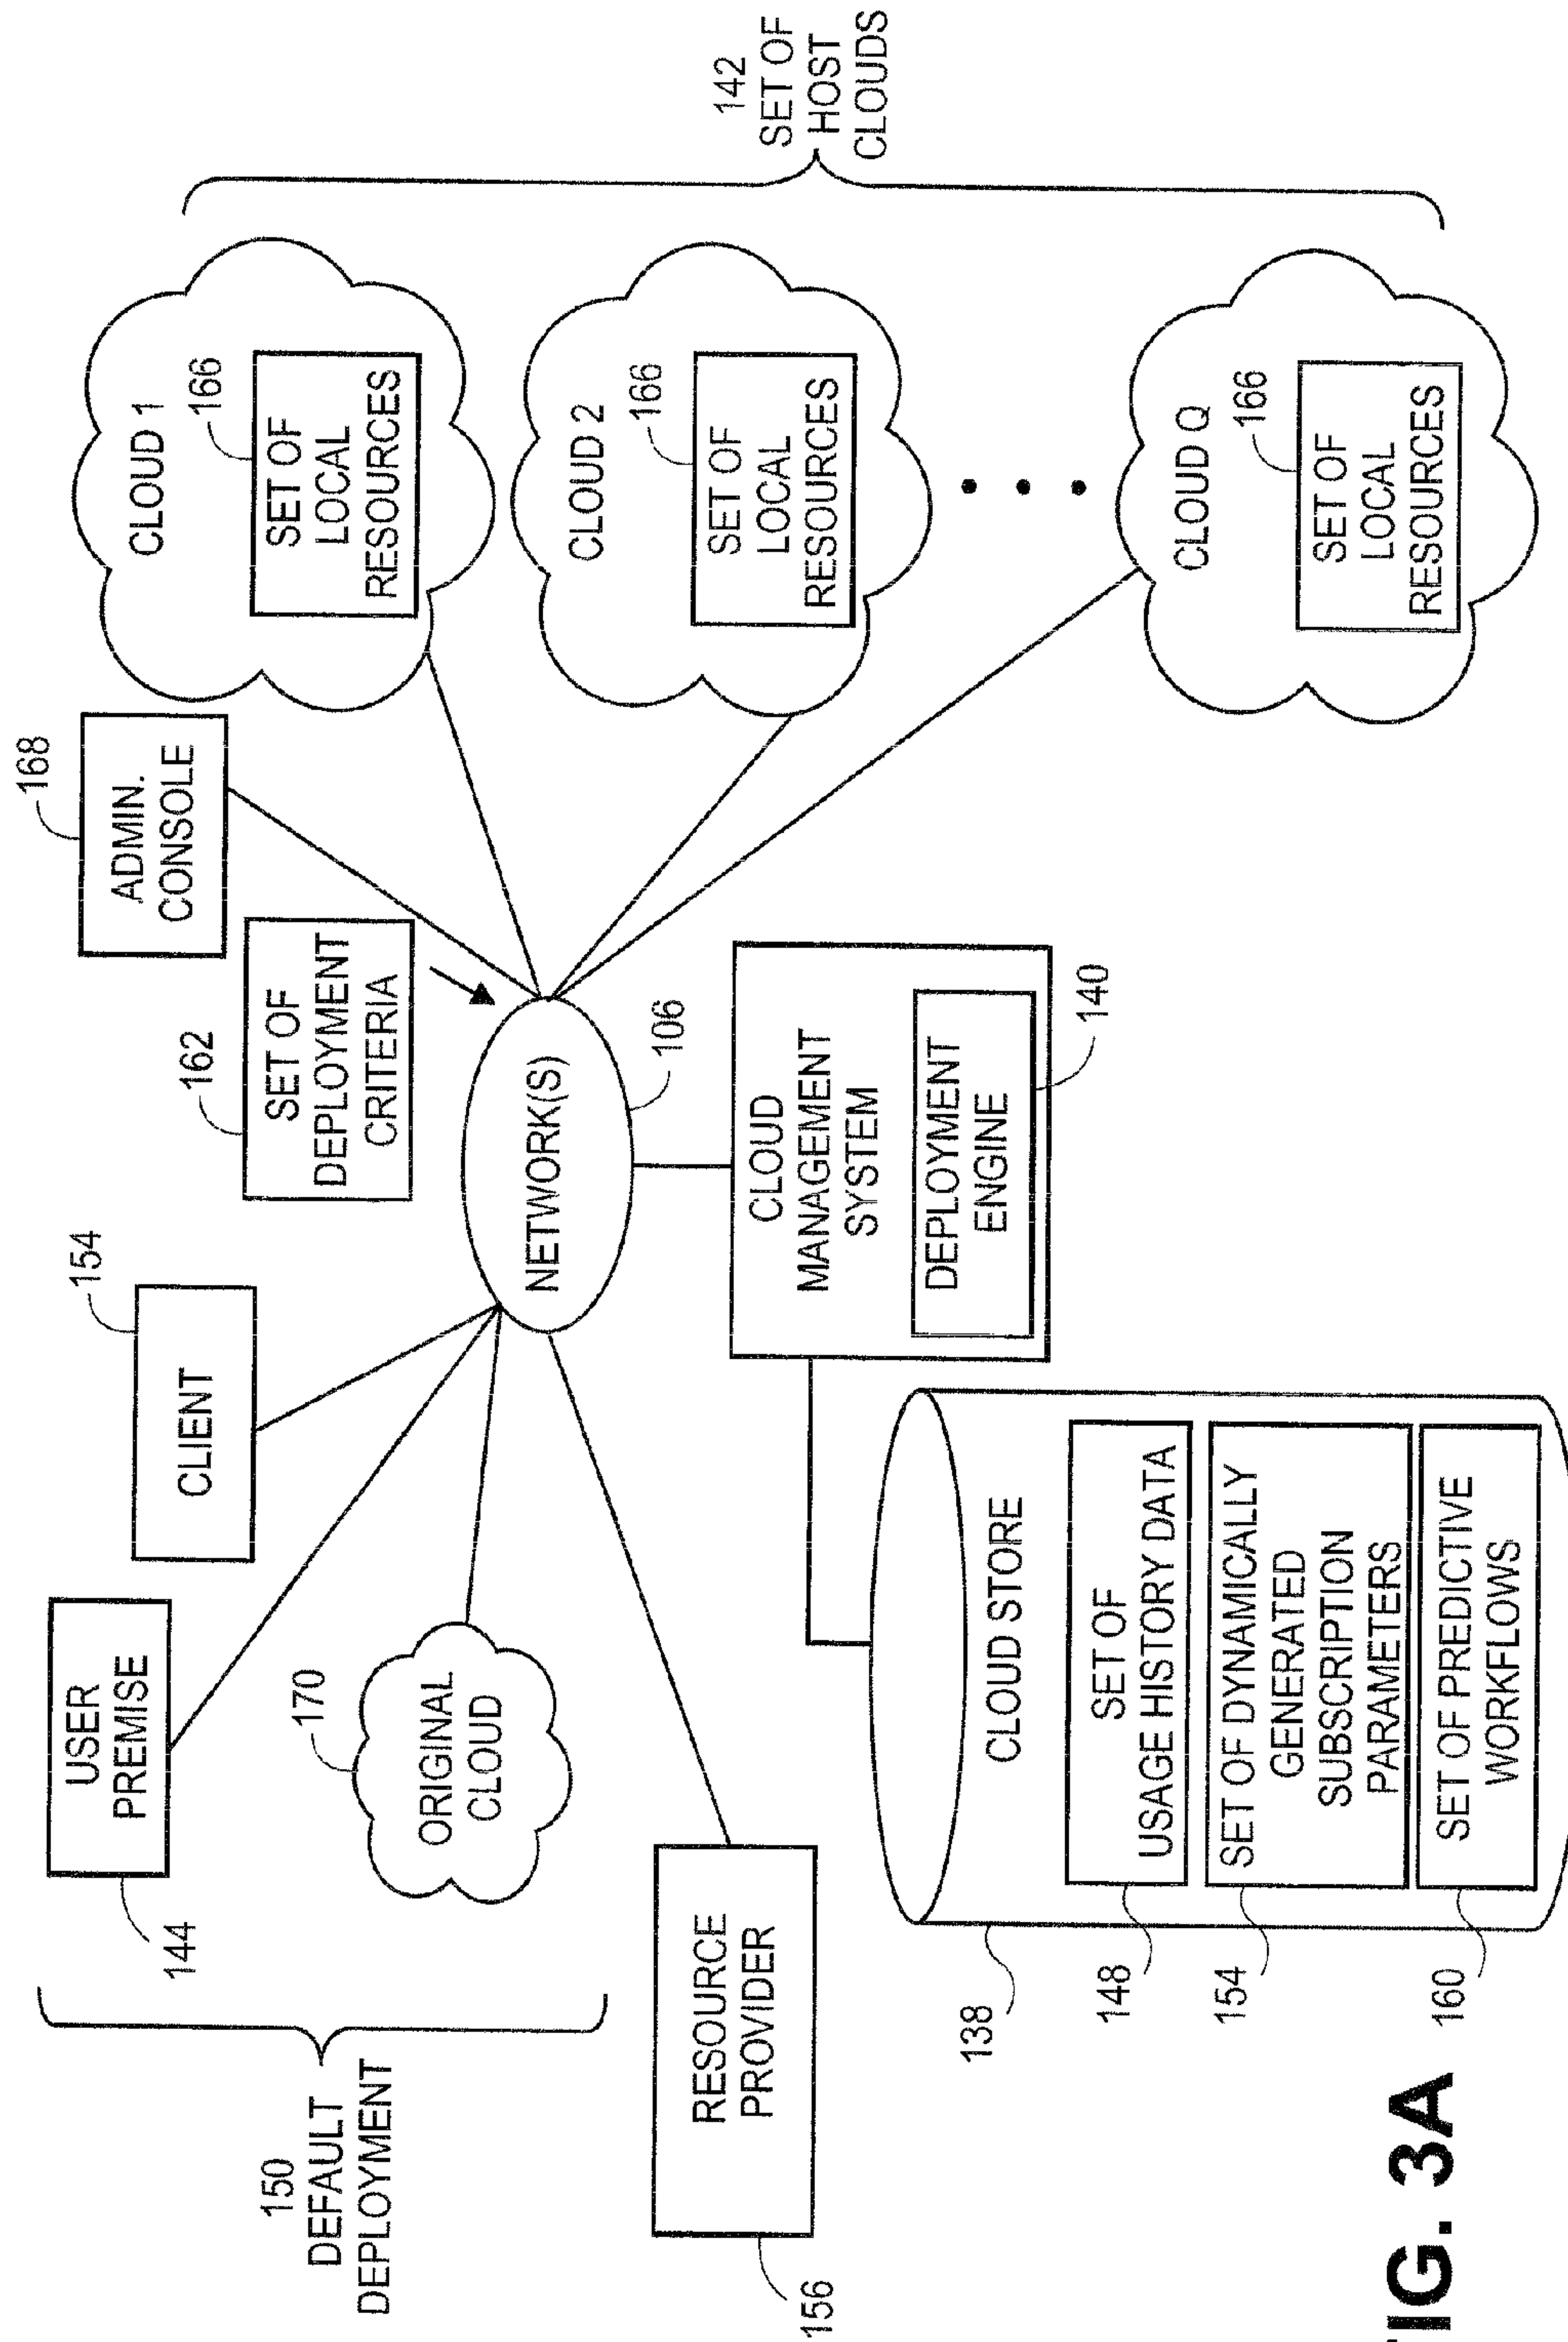 150
DEFAULT
DEPLOYMENT
144
USER
PREMISE
154
CLIENT
170
ORIGINAL
CLOUD
156
RESOURCE
PROVIDER
162
SET OF
DEPLOYMENT
CRITERIA
168
ADMIN.
CONSOLE
NETWORK(S)
106
CLOUD
MANAGEMENT
SYSTEM
DEPLOYMENT
ENGINE
140
CLOUD 1
166
SET OF
LOCAL
RESOURCES
CLOUD 2
166
SET OF
LOCAL
RESOURCES
CLOUD Q
166
SET OF
LOCAL
RESOURCES
142
SET OF
HOST
CLOUDS
138
CLOUD STORE
148
SET OF
USAGE HISTORY DATA
154
SET OF DYNAMICALLY
GENERATED
SUBSCRIPTION
PARAMETERS
160
SET OF PREDICTIVE
WORKFLOWS
FIG. 3A